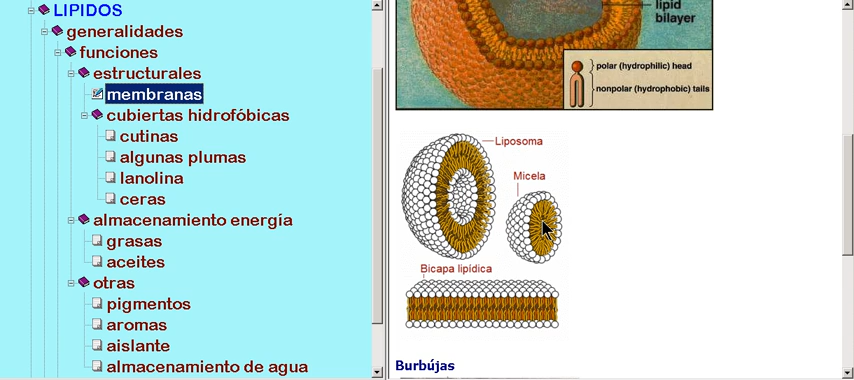 LIPIDOS
generalidades
funciones
estructurales
membranas
cubiertas hidrofóbicas
cutinas
algunas plumas
lanolina
ceras
almacenamiento energía
grasas
aceites
otras
pigmentos
aromas
aislante
almacenamiento de agua
lipid
bilayer
polar (hydrophilic) head
nonpolar (hydrophobic) tails
Liposoma
Micela
Bicapa lipídica
Burbújas